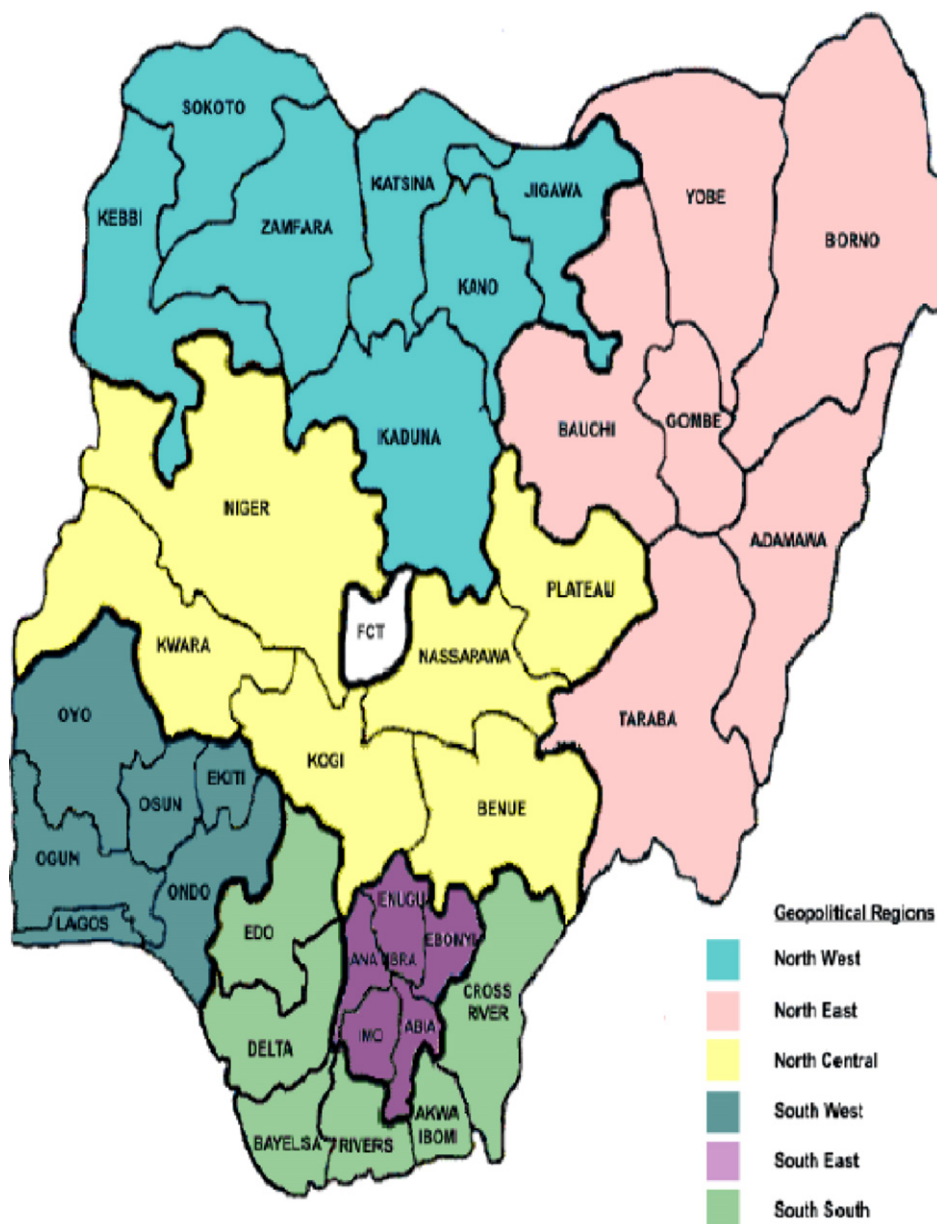 SOKOTO
KATSINA
JIGAWA
YOBE
KEBBI
ZAMFARA
BORNO
KANO
GOMBE
BAUCHI
KADUNA
NIGER
ADAMAWA
PLATEAU
FCT
KWARA
NASSARAWA
OYO
TARABA
KOGI
EKITI
OSUN
BENUE
OGUN
ONDO
ENUGU
LAGOS
EDO
EBONYI
ANAMBRA
CROSS
RIVER
IMO
ABIA
DELTA
AKWA
IBOMI
BAYELSA
RIVERS
Geopolitical Regions
North West
North East
North Central
South West
South East
South South